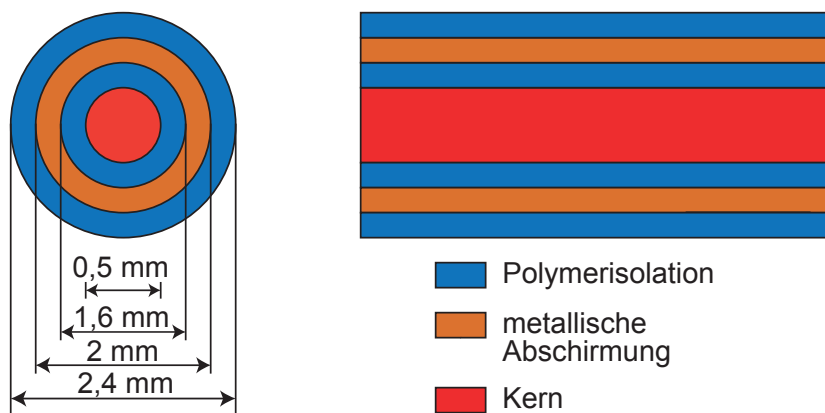 0,5 mm
1,6 mm
2 mm
2,4 mm
Polymerisolation
metallische
Abschirmung
Kern